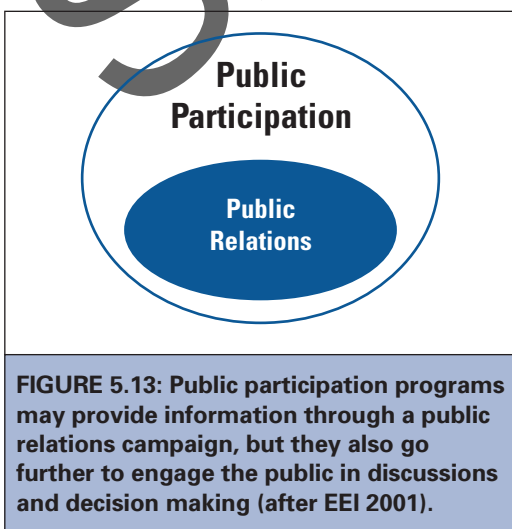 Public
Participation
Public
Relations
FIGURE 5.13: Public participation programs
may provide information through a public
relations campaign, but they also go
further to engage the public in discussions
and decision making (after EEI 2001).